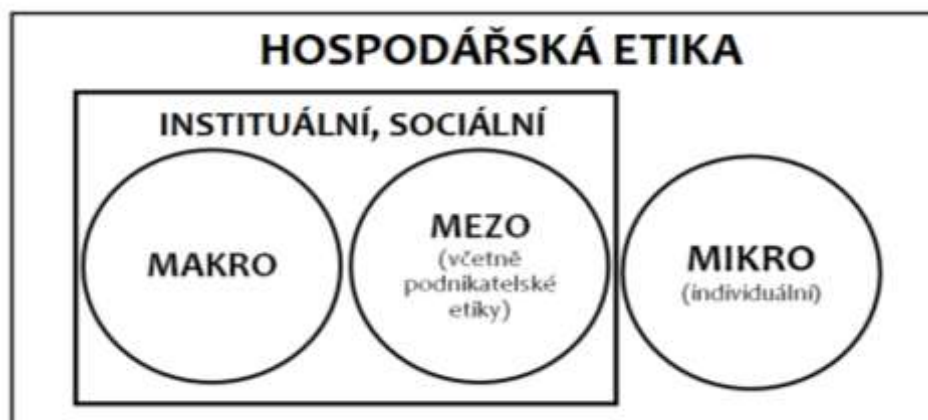 HOSPODÁŘSKÁ ETIKA
INSTITUÁLNÍ, SOCIÁLNÍ
MAKRO
MEZO
(včetně
podnikatelské
etiky)
MIKRO
(individuální)